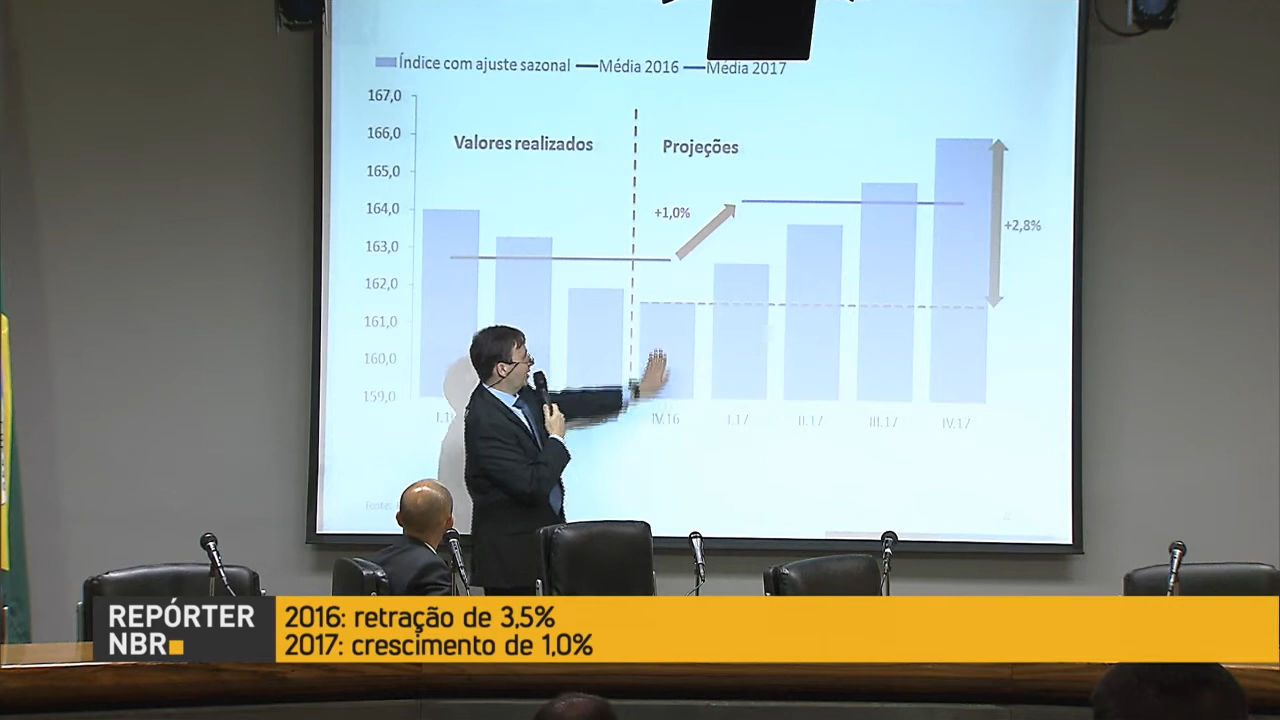 Índice com ajuste sazonal Média 2016 Média 2017
167,0
166,0
165,0
164,0
163,0
162,0
161,0
160,0
159,0
Valores realizados
Projeções
+1,0%
+2,8%
IV.16 I.17 II.17 III.17 IV.17
REPÓRTER
NBR
2016: retração de 3,5%
2017: crescimento de 1,0%